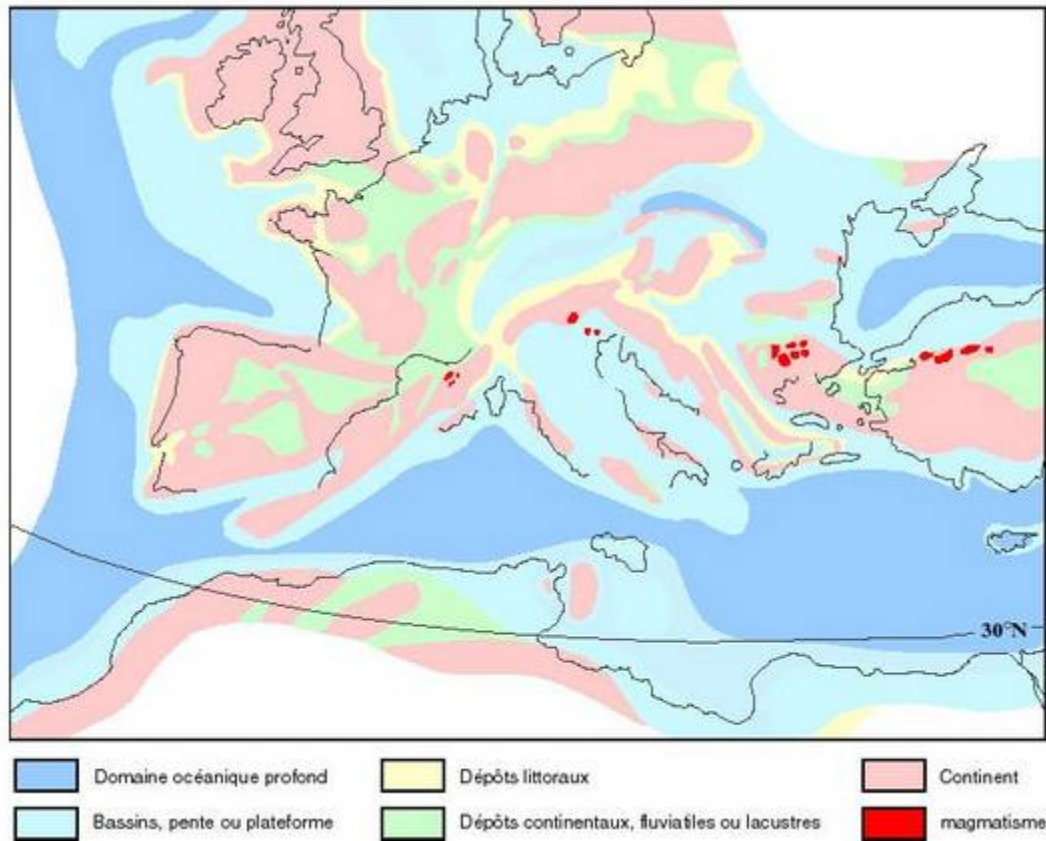 30°N
Domaine océanique profond
Dépôts littoraux
Continent
Bassins, pente ou plateforme
Dépôts continentaux, fluviatiles ou lacustres
magmatisme